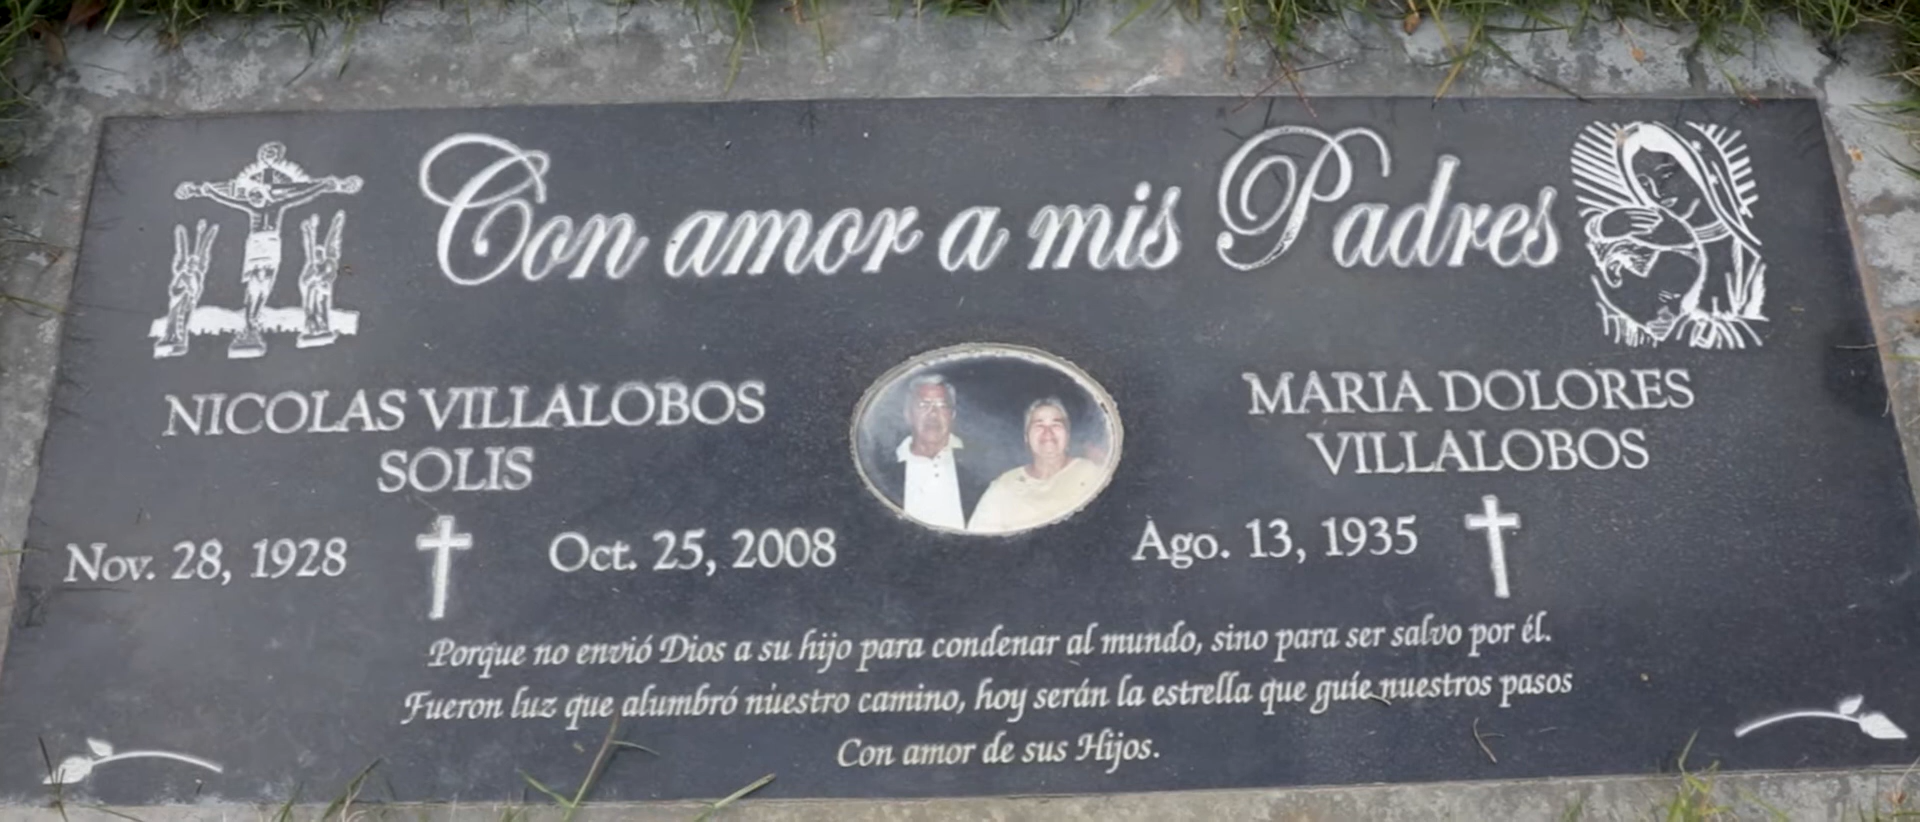 Con amor a mis Padres
NICOLAS VILLALOBOS
SOLIS
Nov. 28, 1928
Oct. 25, 2008
MARIA DOLORES
VILLALOBOS
Ago. 13, 1935
Porque no envió Dios a su hijo para condenar al mundo, sino para ser salvo por él.
Fueron luz que alumbró nuestro camino, hoy serán la estrella que guíe nuestros pasos
Con amor de sus Hijos.